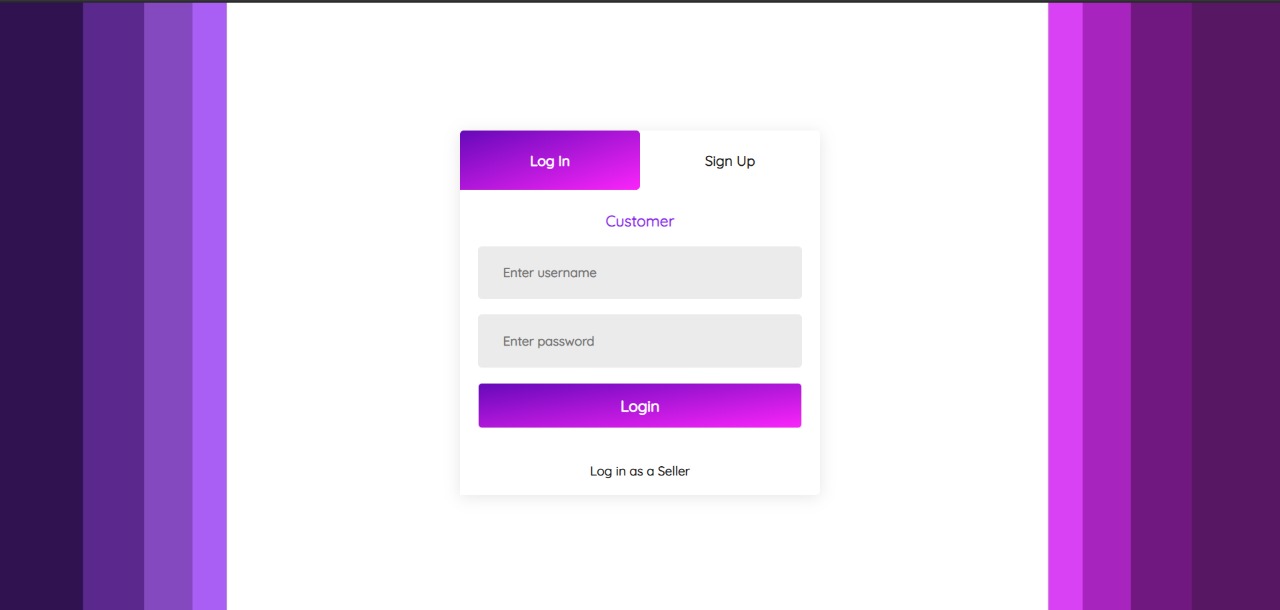 Log In
Sign Up
Customer
Enter username
Enter password
Login
Log in as a Seller